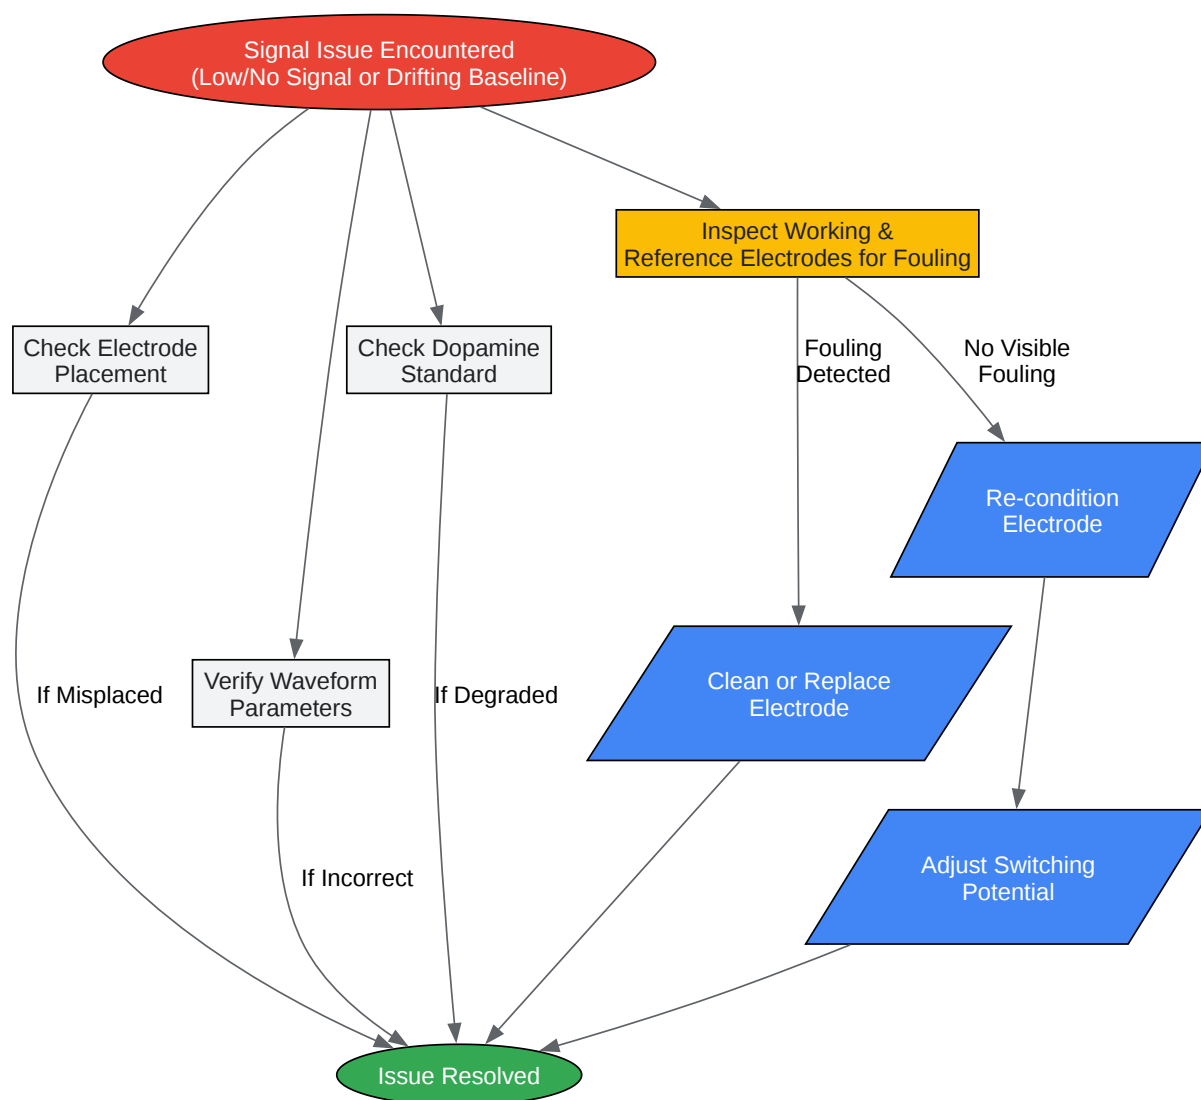 Signal Issue Encountered
(Low/No Signal or Drifting Baseline)
Inspect Working &
Reference Electrodes for Fouling
Check Electrode
Placement
Check Dopamine
Standard
Fouling
Detected
No Visible
Fouling
Re-condition
Electrode
If Misplaced
Verify Waveform
Parameters
If Degraded
Clean or Replace
Electrode
If Incorrect
Adjust Switching
Potential
Issue Resolved